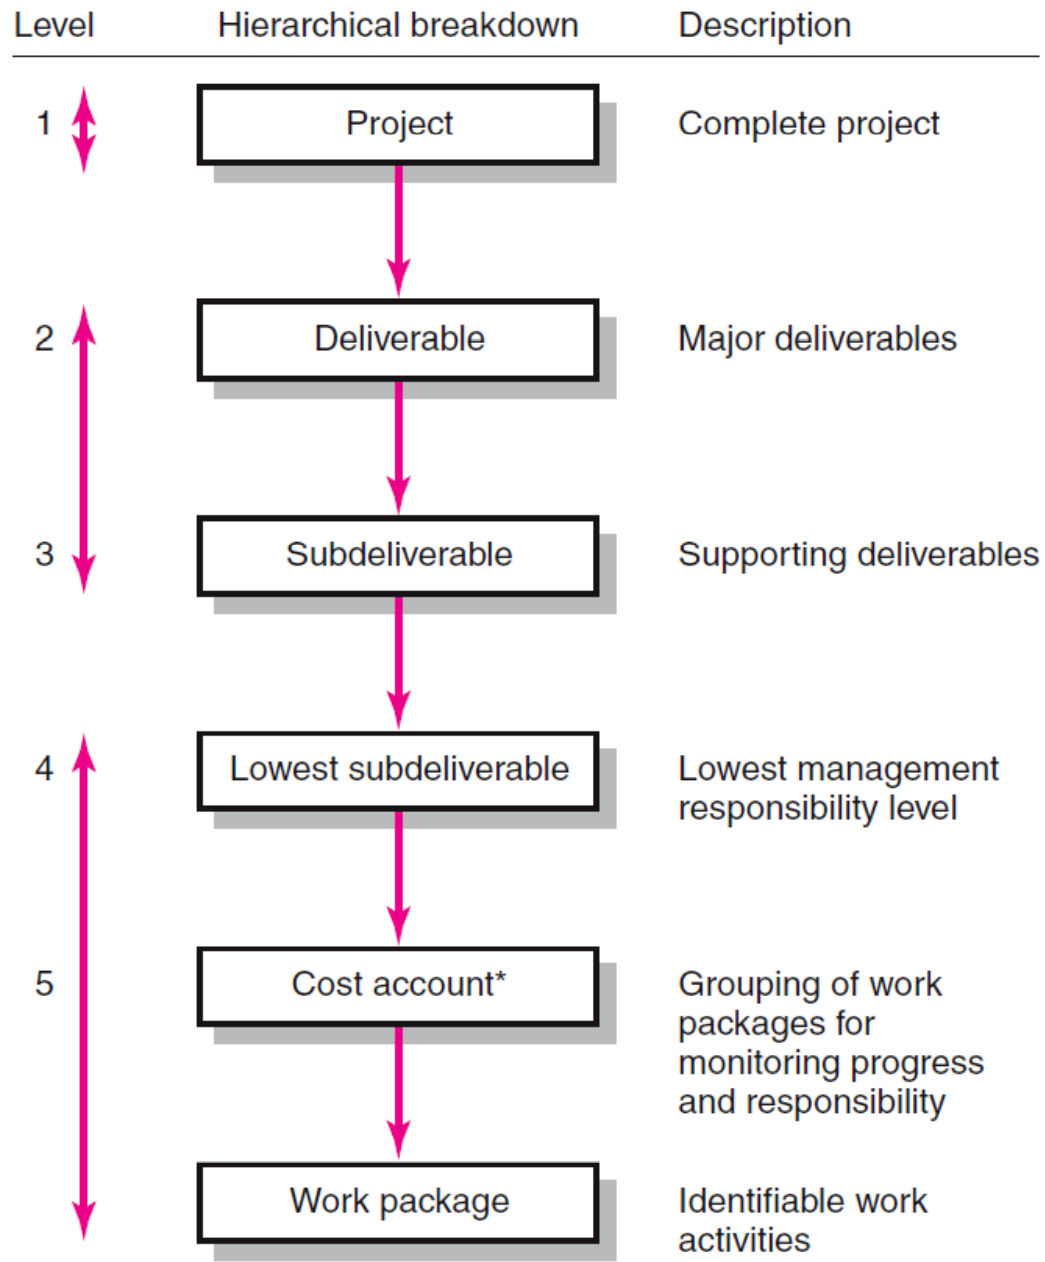 Level Hierarchical breakdown Description
1 Project Complete project
2 Deliverable Major deliverables
3 Subdeliverable Supporting deliverables
4 Lowest subdeliverable Lowest management
responsibility level
5 Cost account* Grouping of work
packages for
monitoring progress
and responsibility
Work package Identifiable work
activities